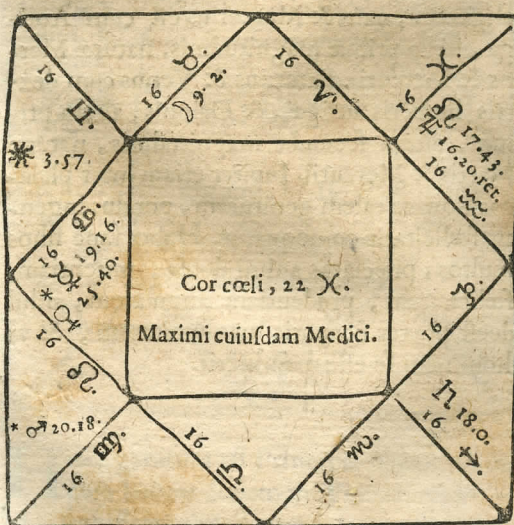 16 ♊.
16 ♉.
☽ 9. 2.
16 ♈.
16 ♓.
☊ 17.43.
♃ 16.20.ret.
16 ♒.
☀ 3.57.
16 ♋.
19.16.
* ♀ 25.40.
16 ♌
Cor cœli, 22 ♓.
Maximi cuiuſdam Medici.
16 ♑
* ♂ 20.18.
16 ♍.
16 ♎.
16 ♏.
♄ 18.0.
16 ♐.